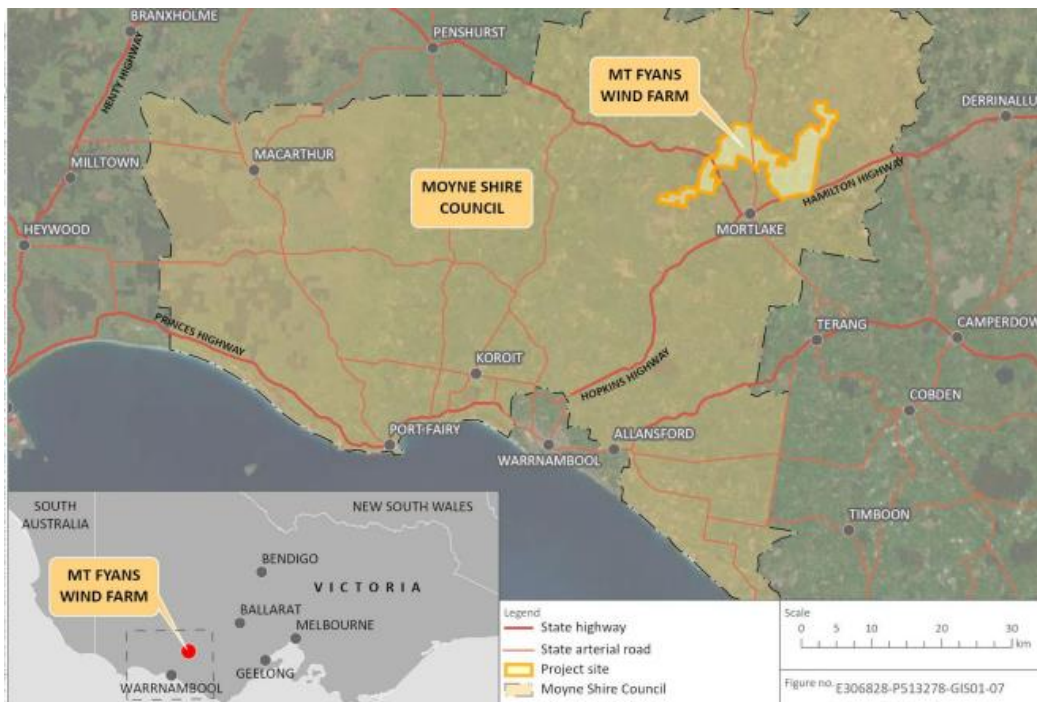 BRANXHOLME
PENSHURST
HENTY HIGHWAY
MT FYANS
WIND FARM
DERRINALLU
MILLTOWN
MACARTHUR
MOYNE SHIRE
COUNCIL
HAMILTON HIGHWAY
MORTLAKE
HEYWOOD
PRINCES HIGHWAY
TERANG
CAMPERDOW
KOROIT
HOPKINS HIGHWAY
COBDEN
PORT FAIRY
ALLANSFORD
WARRNAMBOOL
TIMBOON
SOUTH
AUSTRALIA
NEW SOUTH WALES
MT FYANS
WIND FARM
BENDIGO
VICTORIA
BALLARAT
MELBOURNE
GEELONG
WARRNAMBOOL
Legend
State highway
State arterial road
Project site
Moyne Shire Council
Scale
0 5 10 15 20 30
km
Figure no. E306828-P513278-GIS01-07